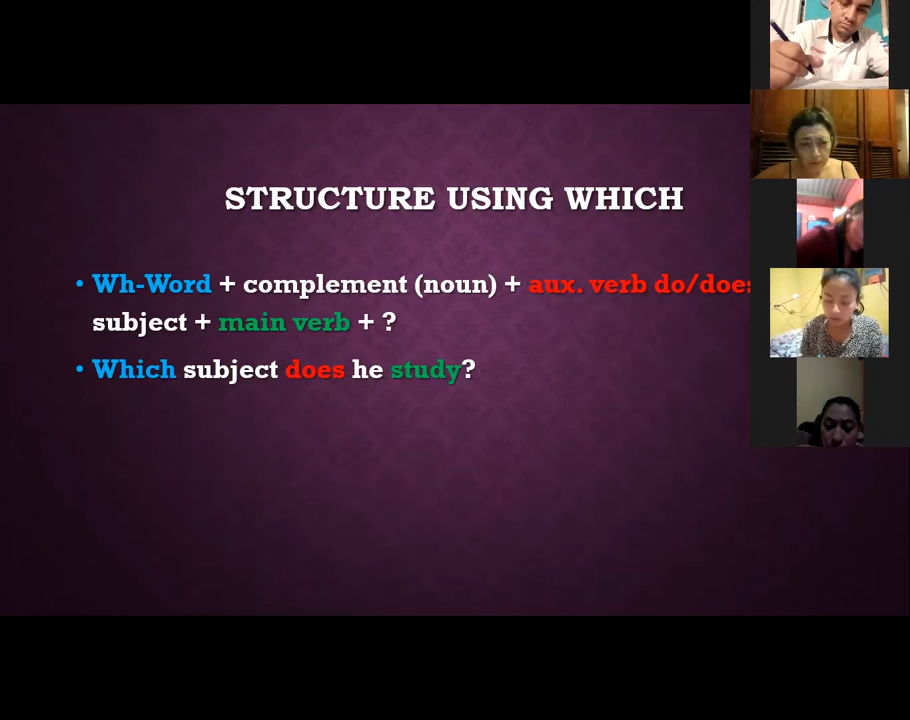 STRUCTURE USING WHICH
• Wh-Word + complement (noun) + aux. verb do/does
subject + main verb + ?
• Which subject does he study?